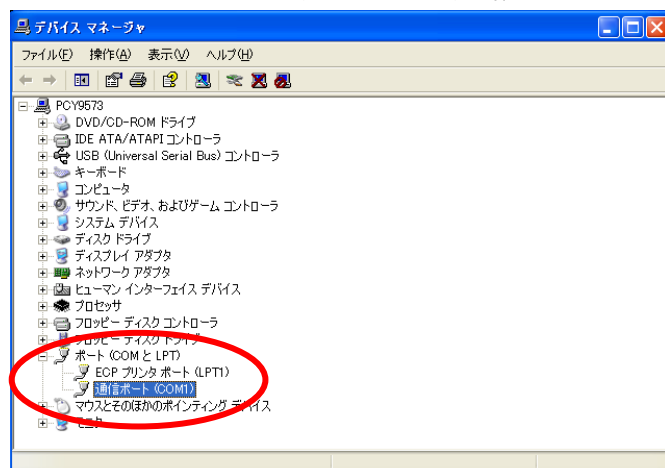 デバイス マネージャ
ファイル(F) 操作(A) 表示(V) ヘルプ(H)
PCY9573
DVD/CD-ROM ドライブ
IDE ATA/ATAPI コントローラ
USB (Universal Serial Bus) コントローラ
キーボード
コンピュータ
サウンド、ビデオ、およびゲーム コントローラ
システム デバイス
ディスク ドライブ
ディスプレイ アダプタ
ネットワーク アダプタ
ヒューマン インターフェイス デバイス
プロセッサ
フロッピー ディスク コントローラ
フロッピー ディスク ドライブ
ポート (COM と LPT)
ECP プリンタ ポート (LPT1)
通信ポート (COM1)
マウスとそのほかのポインティング デバイス
モニタ